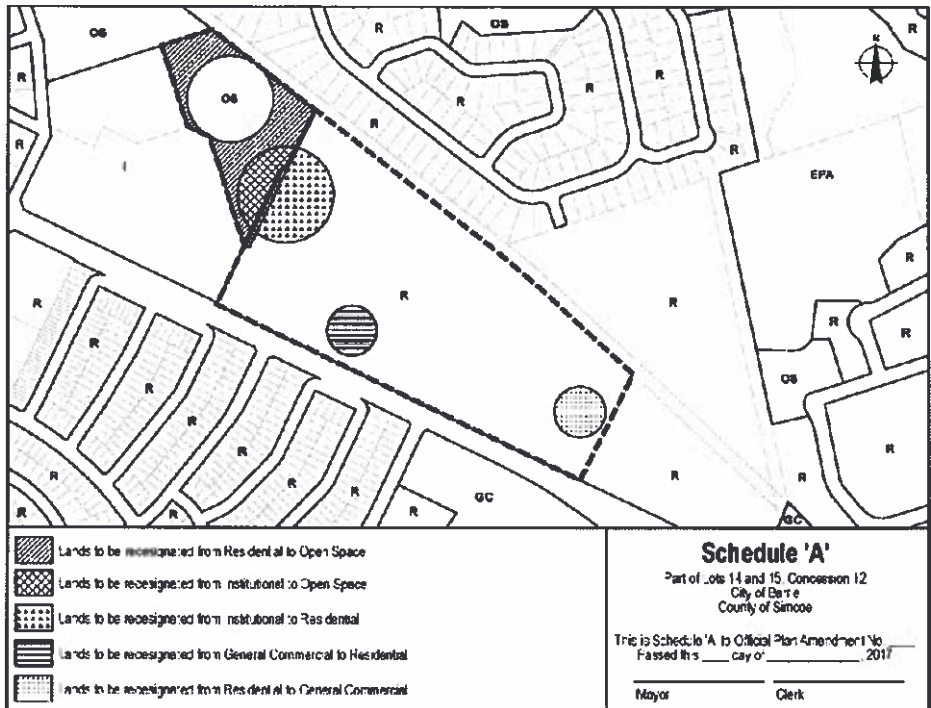 OS
R
OS
R
R
N
R
R
R
R
OS
R
R
R
EPA
I
R
R
R
R
R
R
R
R
R
OS
R
R
R
R
R
R
R
R
GC
R
R
R
R
GC
Lands to be redesignated from Residential to Open Space
Lands to be redesignated from Institutional to Open Space
Lands to be redesignated from Institutional to Residential
Lands to be redesignated from General Commercial to Residential
Lands to be redesignated from Residential to General Commercial
Schedule 'A'
Part of Lots 14 and 15, Concession 12
City of Barrie
County of Simcoe
This is Schedule 'A' to Official Plan Amendment No. ____
Passed this ____ day of ______________, 2017
Mayor
Clerk